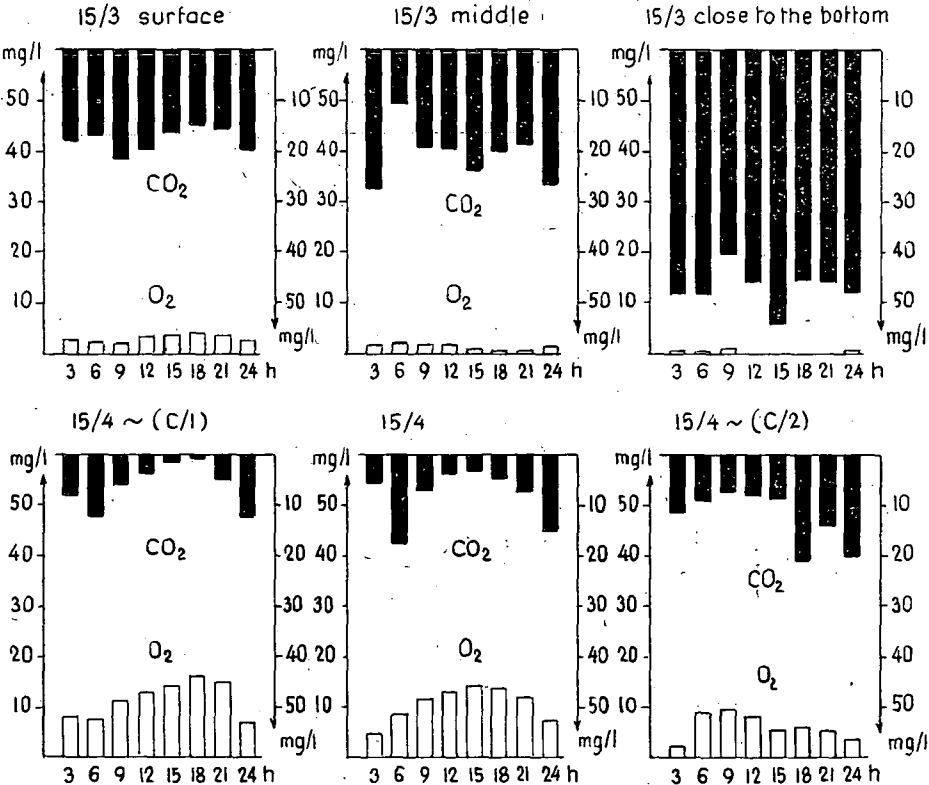 15/3 surface
mg/l
50
40
30
20
10
10
20
30
40
50
mg/l
CO₂
O₂
3 6 9 12 15 18 21 24 h
15/3 middle
mg/l
50
40
30
20
10
10
20
30
40
50
mg/l
CO₂
O₂
3 6 9 12 15 18 21 24 h
15/3 close to the bottom
mg/l
50
40
30
20
10
10
20
30
40
50
mg/l
3 6 9 12 15 18 21 24 h
15/4 ~ (C/1)
mg/l
50
40
30
20
10
10
20
30
40
50
mg/l
CO₂
O₂
3 6 9 12 15 18 21 24 h
15/4
mg/l
50
40
30
20
10
10
20
30
40
50
mg/l
CO₂
O₂
3 6 9 12 15 18 21 24 h
15/4 ~ (C/2)
mg/l
50
40
30
20
10
10
20
30
40
50
mg/l
CO₂
O₂
3 6 9 12 15 18 21 24 h